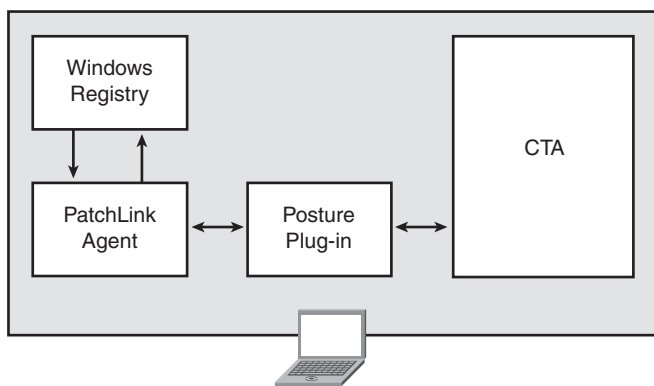 Windows
Registry
CTA
PatchLink
Agent
Posture
Plug-in